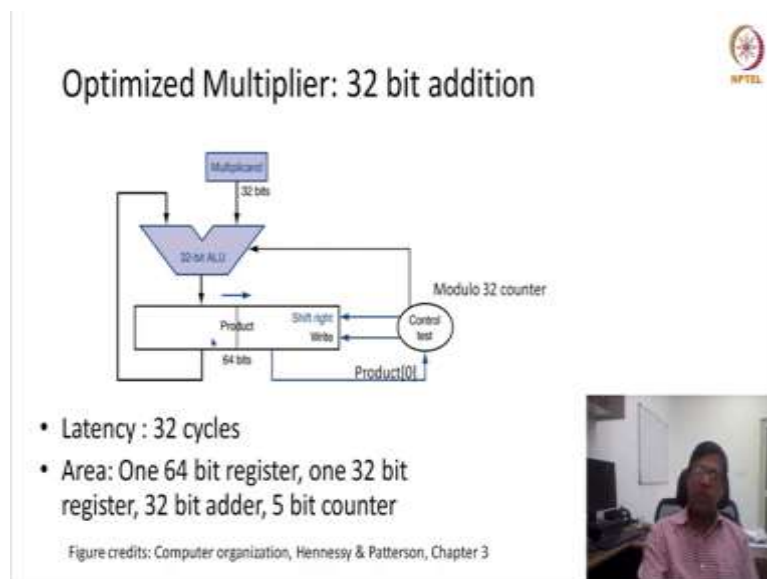 NPTEL
Optimized Multiplier: 32 bit addition
Multiplicand
32 bits
32-bit ALU
Modulo 32 counter
Product
Shift right
Write
Control
test
64 bits
Product[0]
• Latency : 32 cycles
• Area: One 64 bit register, one 32 bit
register, 32 bit adder, 5 bit counter
Figure credits: Computer organization, Hennessy & Patterson, Chapter 3